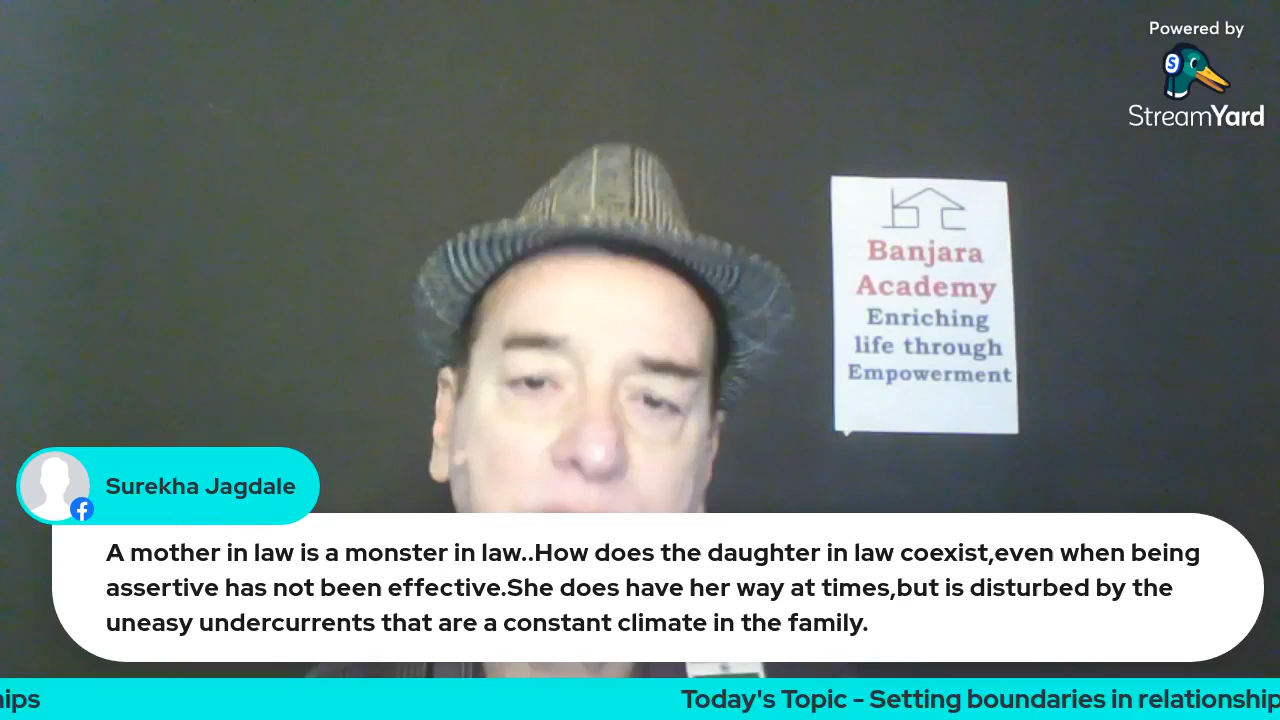 Powered by
StreamYard
Banjara
Academy
Enriching
life through
Empowerment
Surekha Jagdale
A mother in law is a monster in law..How does the daughter in law coexist,even when being
assertive has not been effective.She does have her way at times,but is disturbed by the
uneasy undercurrents that are a constant climate in the family.
Today's Topic - Setting boundaries in relationship